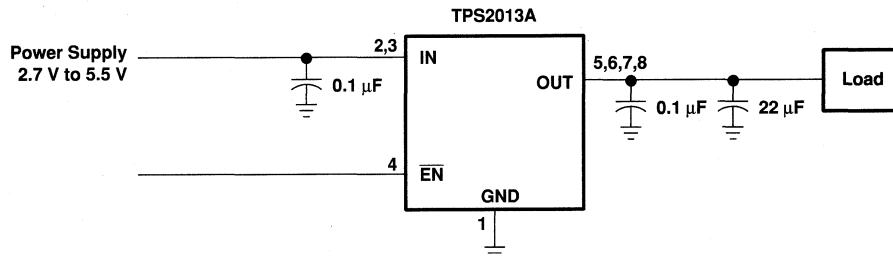 TPS2013A
Power Supply
2.7 V to 5.5 V
2,3
IN
0.1 µF
5,6,7,8
OUT
0.1 µF
22 µF
Load
4
E̅N̅
GND
1